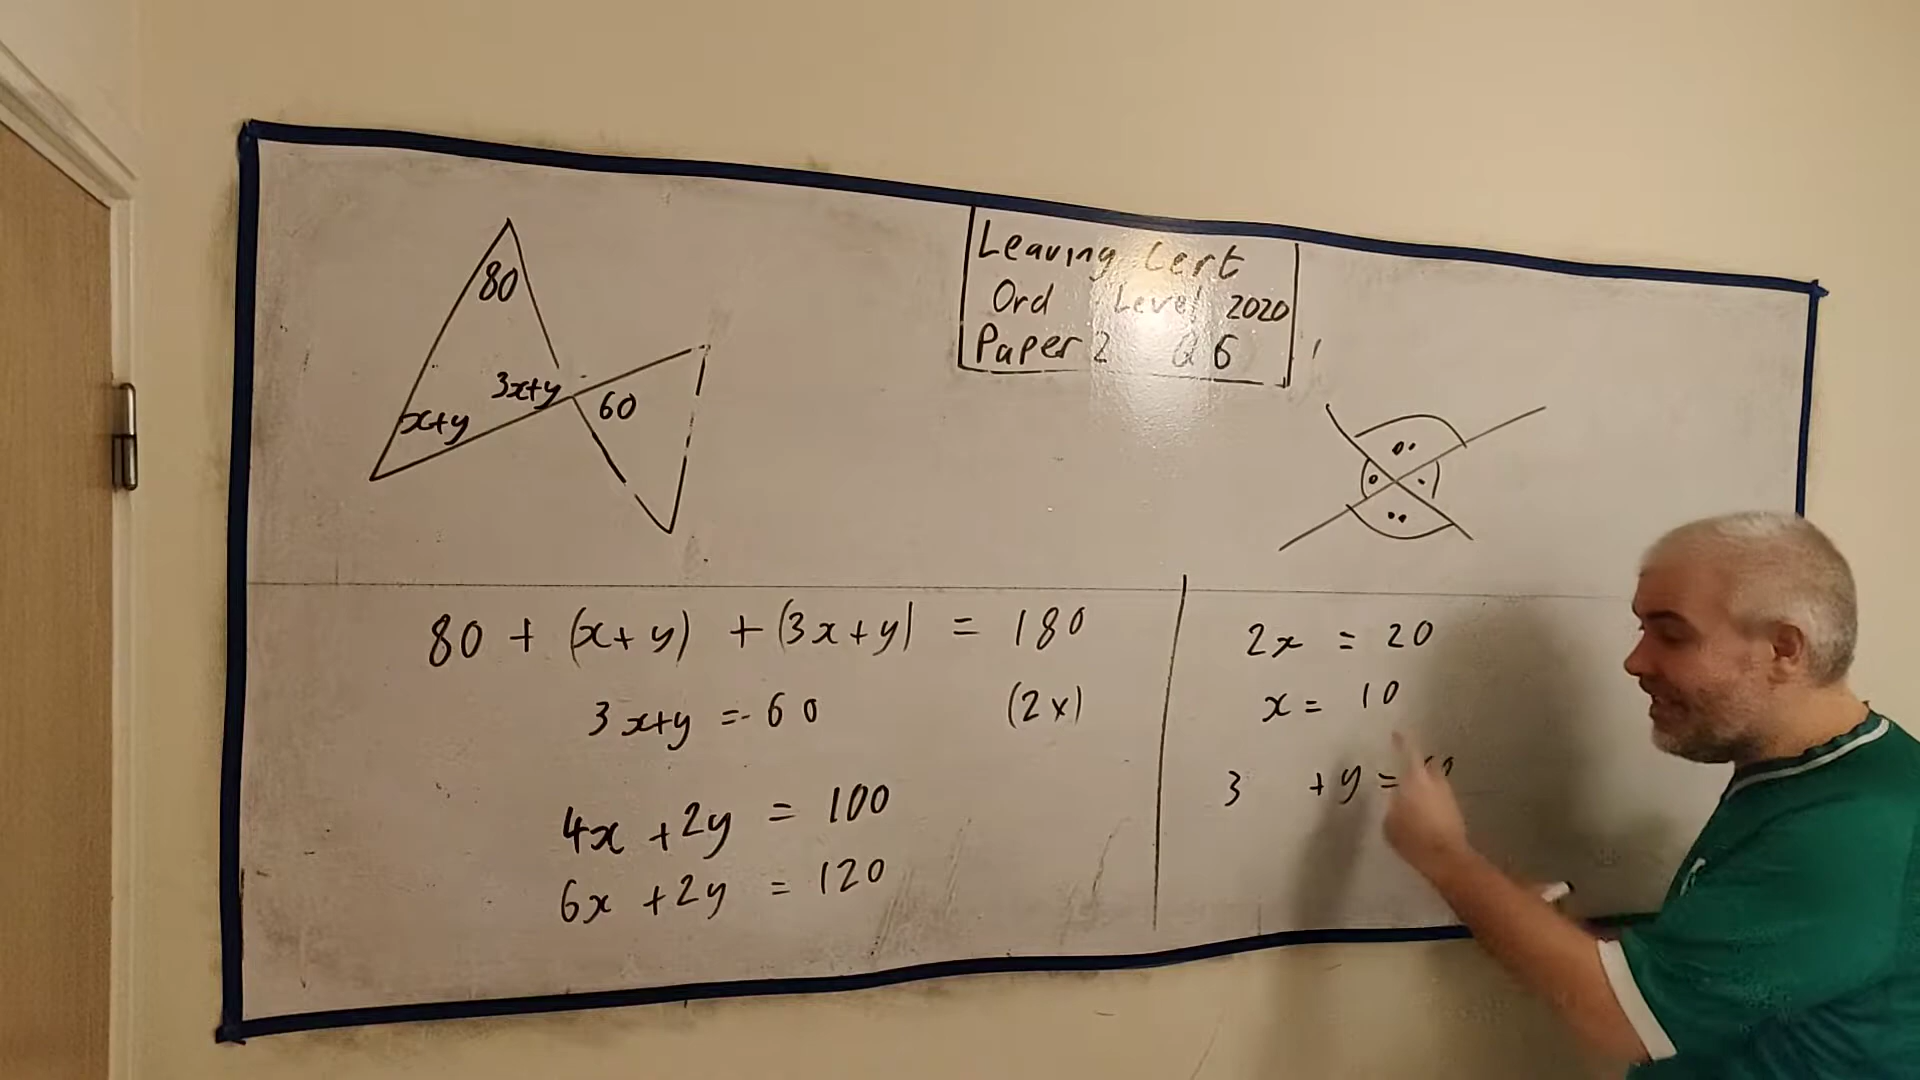 80
3x+y
x+y
60
Leaving Cert
Ord Level 2020
Paper 2 Q6
80 + (x+y) + (3x+y) = 180
3x+y = 60 (2x)
4x +2y = 100
6x +2y = 120
2x = 20
x = 10
3 +y =